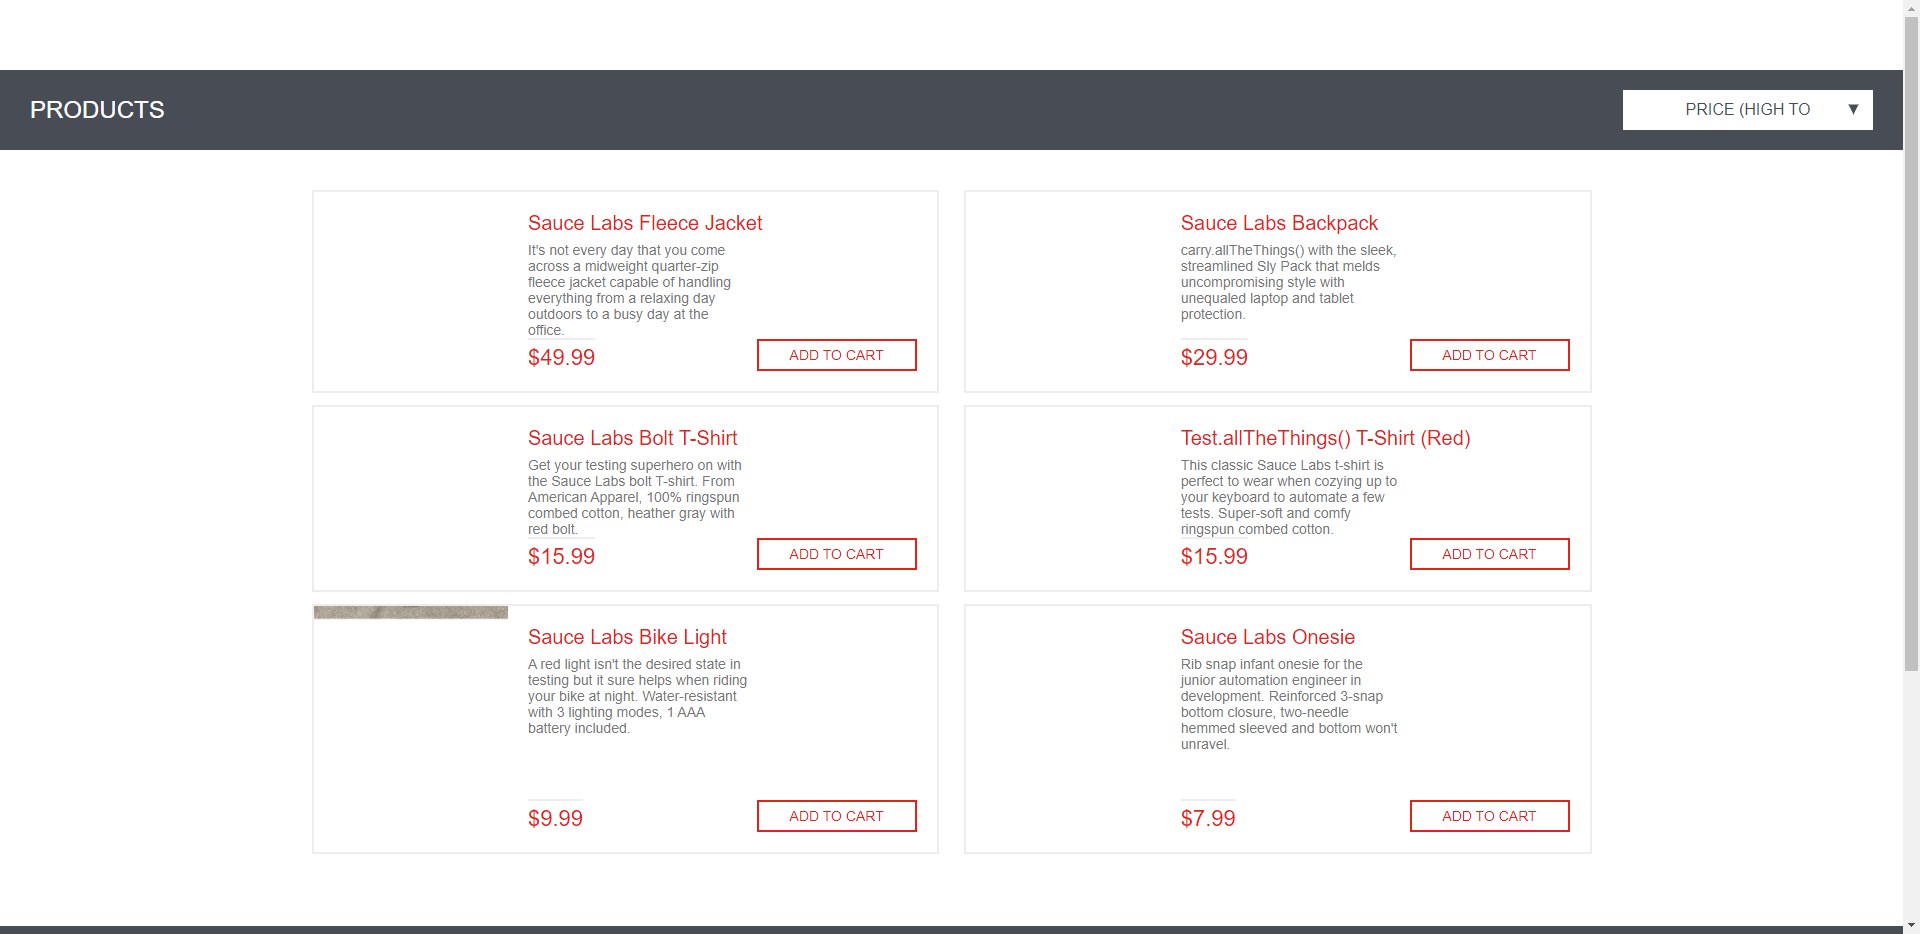 PRODUCTS
PRICE (HIGH TO
Sauce Labs Fleece Jacket
It's not every day that you come
across a midweight quarter-zip
fleece jacket capable of handling
everything from a relaxing day
outdoors to a busy day at the
office.
$49.99
ADD TO CART
Sauce Labs Backpack
carry.allTheThings() with the sleek,
streamlined Sly Pack that melds
uncompromising style with
unequaled laptop and tablet
protection.
$29.99
ADD TO CART
Sauce Labs Bolt T-Shirt
Get your testing superhero on with
the Sauce Labs bolt T-shirt. From
American Apparel, 100% ringspun
combed cotton, heather gray with
red bolt.
$15.99
ADD TO CART
Test.allTheThings() T-Shirt (Red)
This classic Sauce Labs t-shirt is
perfect to wear when cozying up to
your keyboard to automate a few
tests. Super-soft and comfy
ringspun combed cotton.
$15.99
ADD TO CART
Sauce Labs Bike Light
A red light isn't the desired state in
testing but it sure helps when riding
your bike at night. Water-resistant
with 3 lighting modes, 1 AAA
battery included.
$9.99
ADD TO CART
Sauce Labs Onesie
Rib snap infant onesie for the
junior automation engineer in
development. Reinforced 3-snap
bottom closure, two-needle
hemmed sleeved and bottom won't
unravel.
$7.99
ADD TO CART